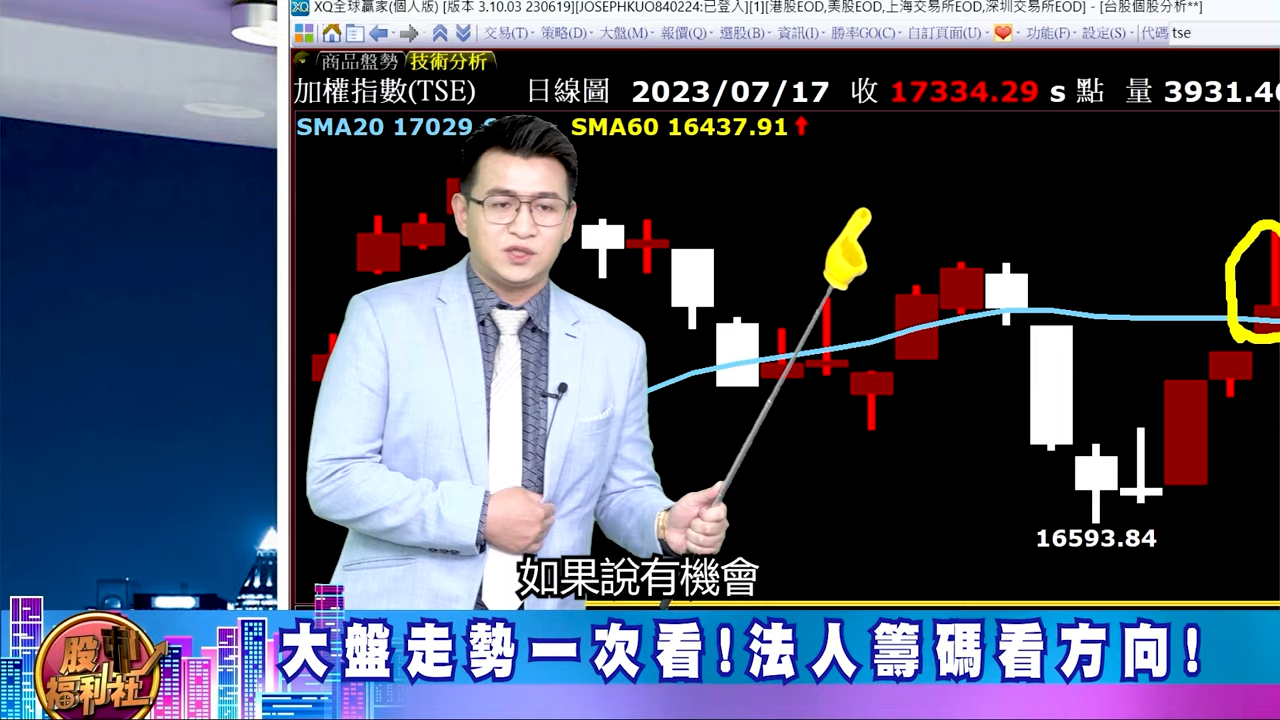 XQ全球贏家(個人版) [版本 3.10.03 230619][JOSEPHKUO840224:已登入][1][港股EOD,美股EOD,上海交易所EOD,深圳交易所EOD] - [台股個股分析**]
交易(T) 策略(D) 大盤(M) 報價(Q) 選股(B) 資訊(I) 勝率GO(C) 自訂頁面(U) 功能(F) 設定(S) 代碼 tse
商品盤勢 技術分析
加權指數(TSE) 日線圖 2023/07/17 收 17334.29 s 點 量 3931.46
SMA20 17029 SMA60 16437.91
16593.84
如果說有機會
大盤走勢一次看!法人籌碼看方向!
股市
福利社